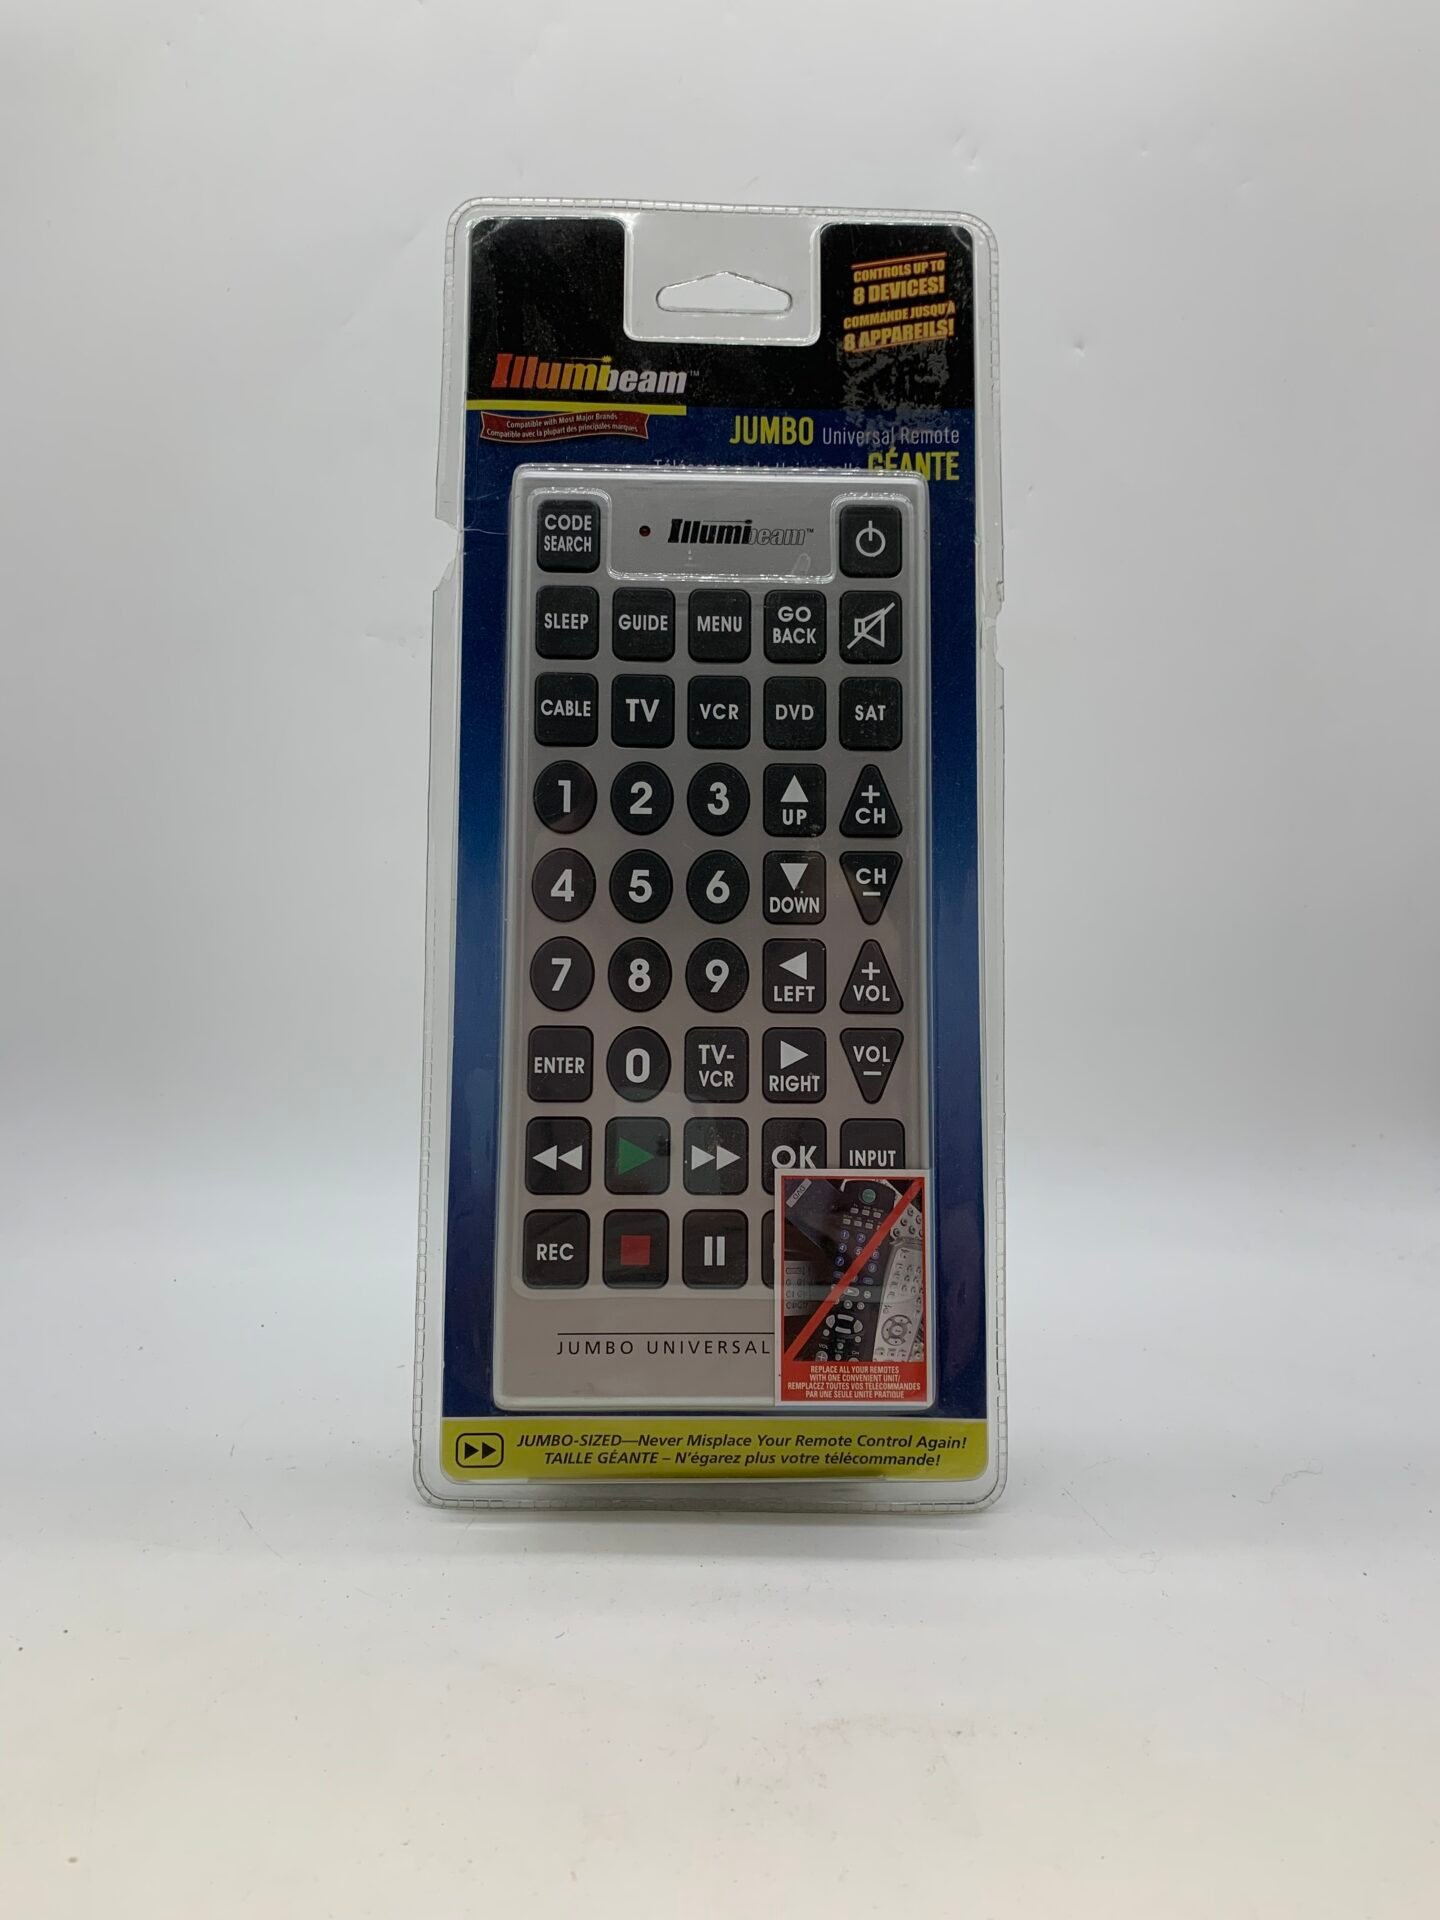 CONTROLS UP TO
8 DEVICES!
COMMANDE JUSQU'À
8 APPAREILS!
Illumibeam™
Compatible with Most Major Brands
Compatible avec la plupart des principales marques
JUMBO Universal Remote
Télécommande Universelle GÉANTE
CODE
SEARCH
Illumibeam™
SLEEP GUIDE MENU GO
BACK
CABLE TV VCR DVD SAT
1 2 3 UP + CH
4 5 6 DOWN CH −
7 8 9 LEFT + VOL
ENTER 0 TV-
VCR RIGHT VOL −
OK INPUT
REC
JUMBO UNIVERSAL
REPLACE ALL YOUR REMOTES
WITH ONE CONVENIENT UNIT/
REMPLACEZ TOUTES VOS TÉLÉCOMMANDES
PAR UNE SEULE UNITÉ PRATIQUE
JUMBO-SIZED—Never Misplace Your Remote Control Again!
TAILLE GÉANTE – N'égarez plus votre télécommande!